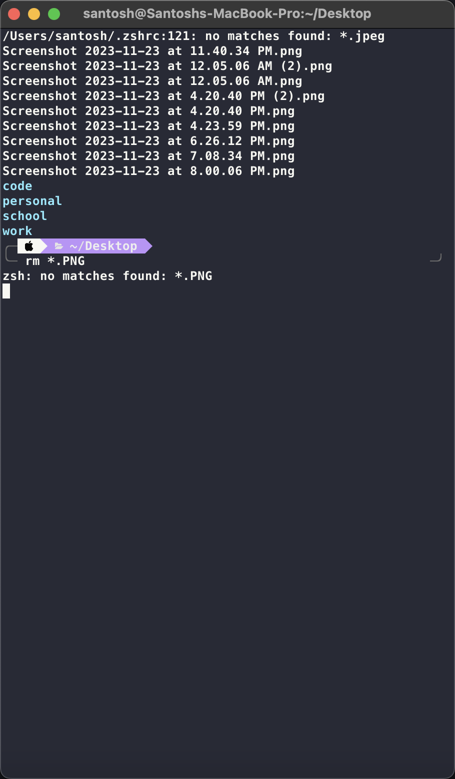 santosh@Santoshs-MacBook-Pro:~/Desktop
/Users/santosh/.zshrc:121: no matches found: *.jpeg
Screenshot 2023-11-23 at 11.40.34 PM.png
Screenshot 2023-11-23 at 12.05.06 AM (2).png
Screenshot 2023-11-23 at 12.05.06 AM.png
Screenshot 2023-11-23 at 4.20.40 PM (2).png
Screenshot 2023-11-23 at 4.20.40 PM.png
Screenshot 2023-11-23 at 4.23.59 PM.png
Screenshot 2023-11-23 at 6.26.12 PM.png
Screenshot 2023-11-23 at 7.08.34 PM.png
Screenshot 2023-11-23 at 8.00.06 PM.png
code
personal
school
work
~/Desktop
rm *.PNG
zsh: no matches found: *.PNG